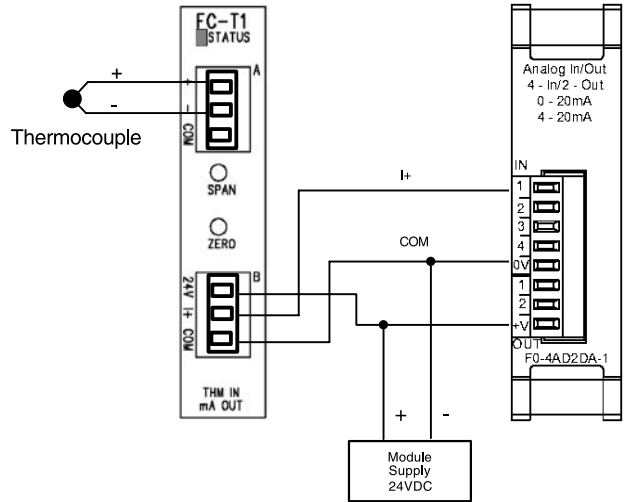 FC-T1
STATUS
A
+
-
COM
+
-
Thermocouple
SPAN
ZERO
B
24V
I+
COM
THM IN
mA OUT
I+
COM
+ -
Module
Supply
24VDC
Analog In/Out
4 - In/2 - Out
0 - 20mA
4 - 20mA
IN
1
2
3
4
0V
1
2
+V
OUT
F0-4AD2DA-1